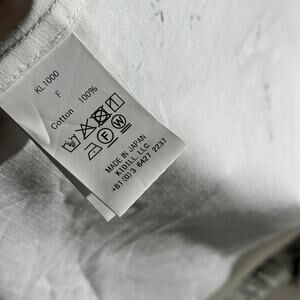 KL1000
F
Cotton 100%
MADE IN JAPAN
KIDILL LLC
+81(0)3 6427 2237